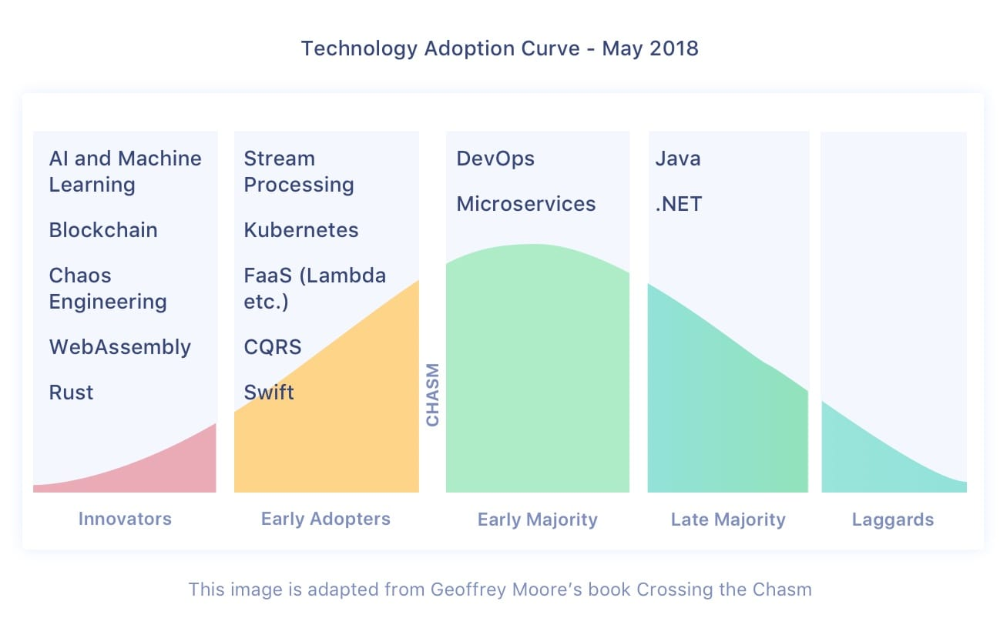 Technology Adoption Curve - May 2018
AI and Machine
Learning
Blockchain
Chaos
Engineering
WebAssembly
Rust
Stream
Processing
Kubernetes
FaaS (Lambda
etc.)
CQRS
Swift
CHASM
DevOps
Microservices
Java
.NET
Innovators
Early Adopters
Early Majority
Late Majority
Laggards
This image is adapted from Geoffrey Moore’s book Crossing the Chasm